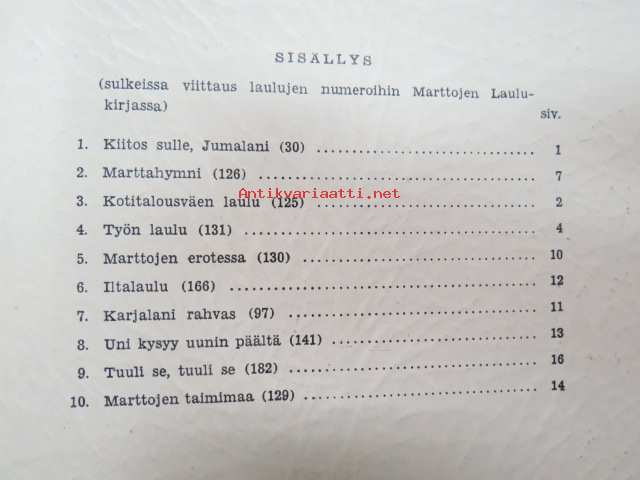 SISÄLLYS
(sulkeissa viittaus laulujen numeroihin Marttojen Laulu-
kirjassa)
siv.
1. Kiitos sulle, Jumalani (30) ................................ 1
2. Marttahymni (126) ........................................ 7
Antikvariaatti.net
3. Kotitalousväen laulu (125) ................................ 2
4. Työn laulu (131) .......................................... 4
5. Marttojen erotessa (130) .................................. 10
6. Iltalaulu (166) ........................................... 12
7. Karjalani rahvas (97) ..................................... 11
8. Uni kysyy uunin päältä (141) .............................. 13
9. Tuuli se, tuuli se (182) .................................. 16
10. Marttojen taimimaa (129) ................................. 14